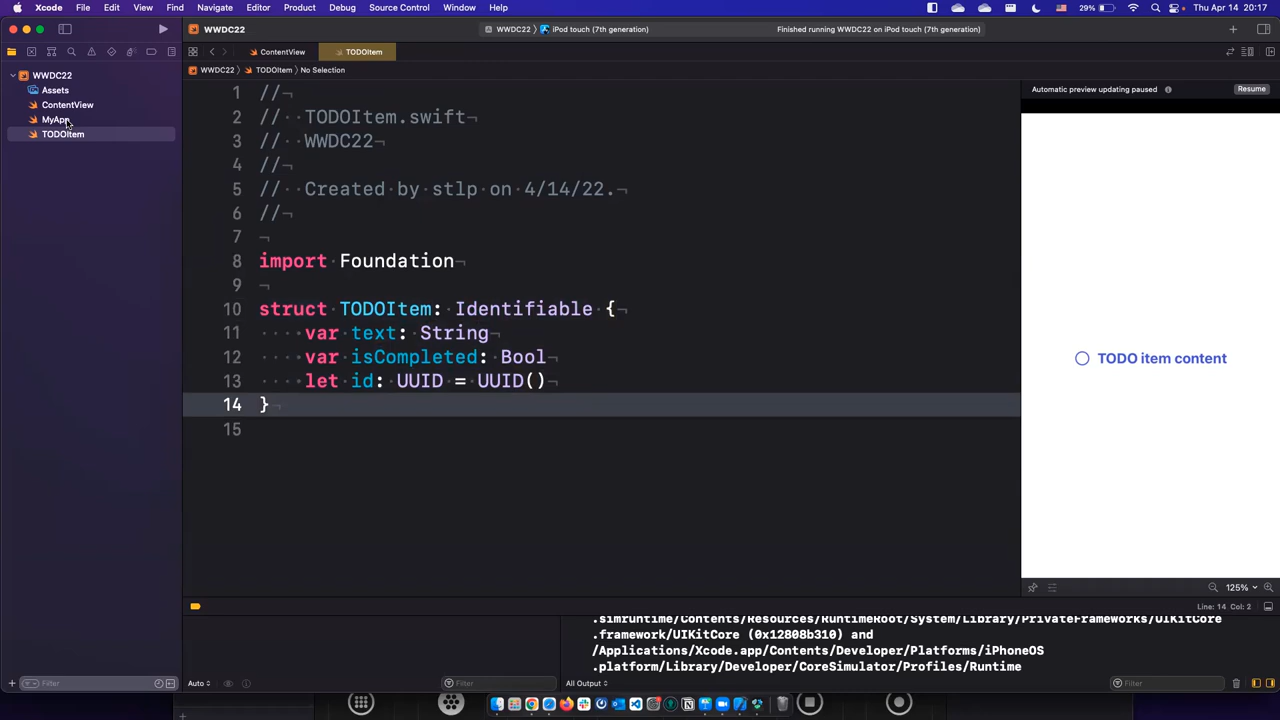 Xcode File Edit View Find Navigate Editor Product Debug Source Control Window Help 29% Thu Apr 14 20:17
WWDC22 WWDC22 iPod touch (7th generation) Finished running WWDC22 on iPod touch (7th generation)
ContentView TODOItem
WWDC22 TODOItem No Selection
WWDC22
Assets
ContentView
MyApp
TODOItem
1 //
2 // TODOItem.swift
3 // WWDC22
4 //
5 // Created by stlp on 4/14/22.
6 //
7
8 import Foundation
9
10 struct TODOItem: Identifiable {
11 var text: String
12 var isCompleted: Bool
13 let id: UUID = UUID()
14 }
15
Automatic preview updating paused Resume
TODO item content
125%
Line: 14 Col: 2
.simruntime/Contents/Resources/RuntimeRoot/System/Library/PrivateFrameworks/UIKitCore
.framework/UIKitCore (0x12808b310) and
/Applications/Xcode.app/Contents/Developer/Platforms/iPhoneOS
.platform/Library/Developer/CoreSimulator/Profiles/Runtime
Filter Auto Filter All Output Filter